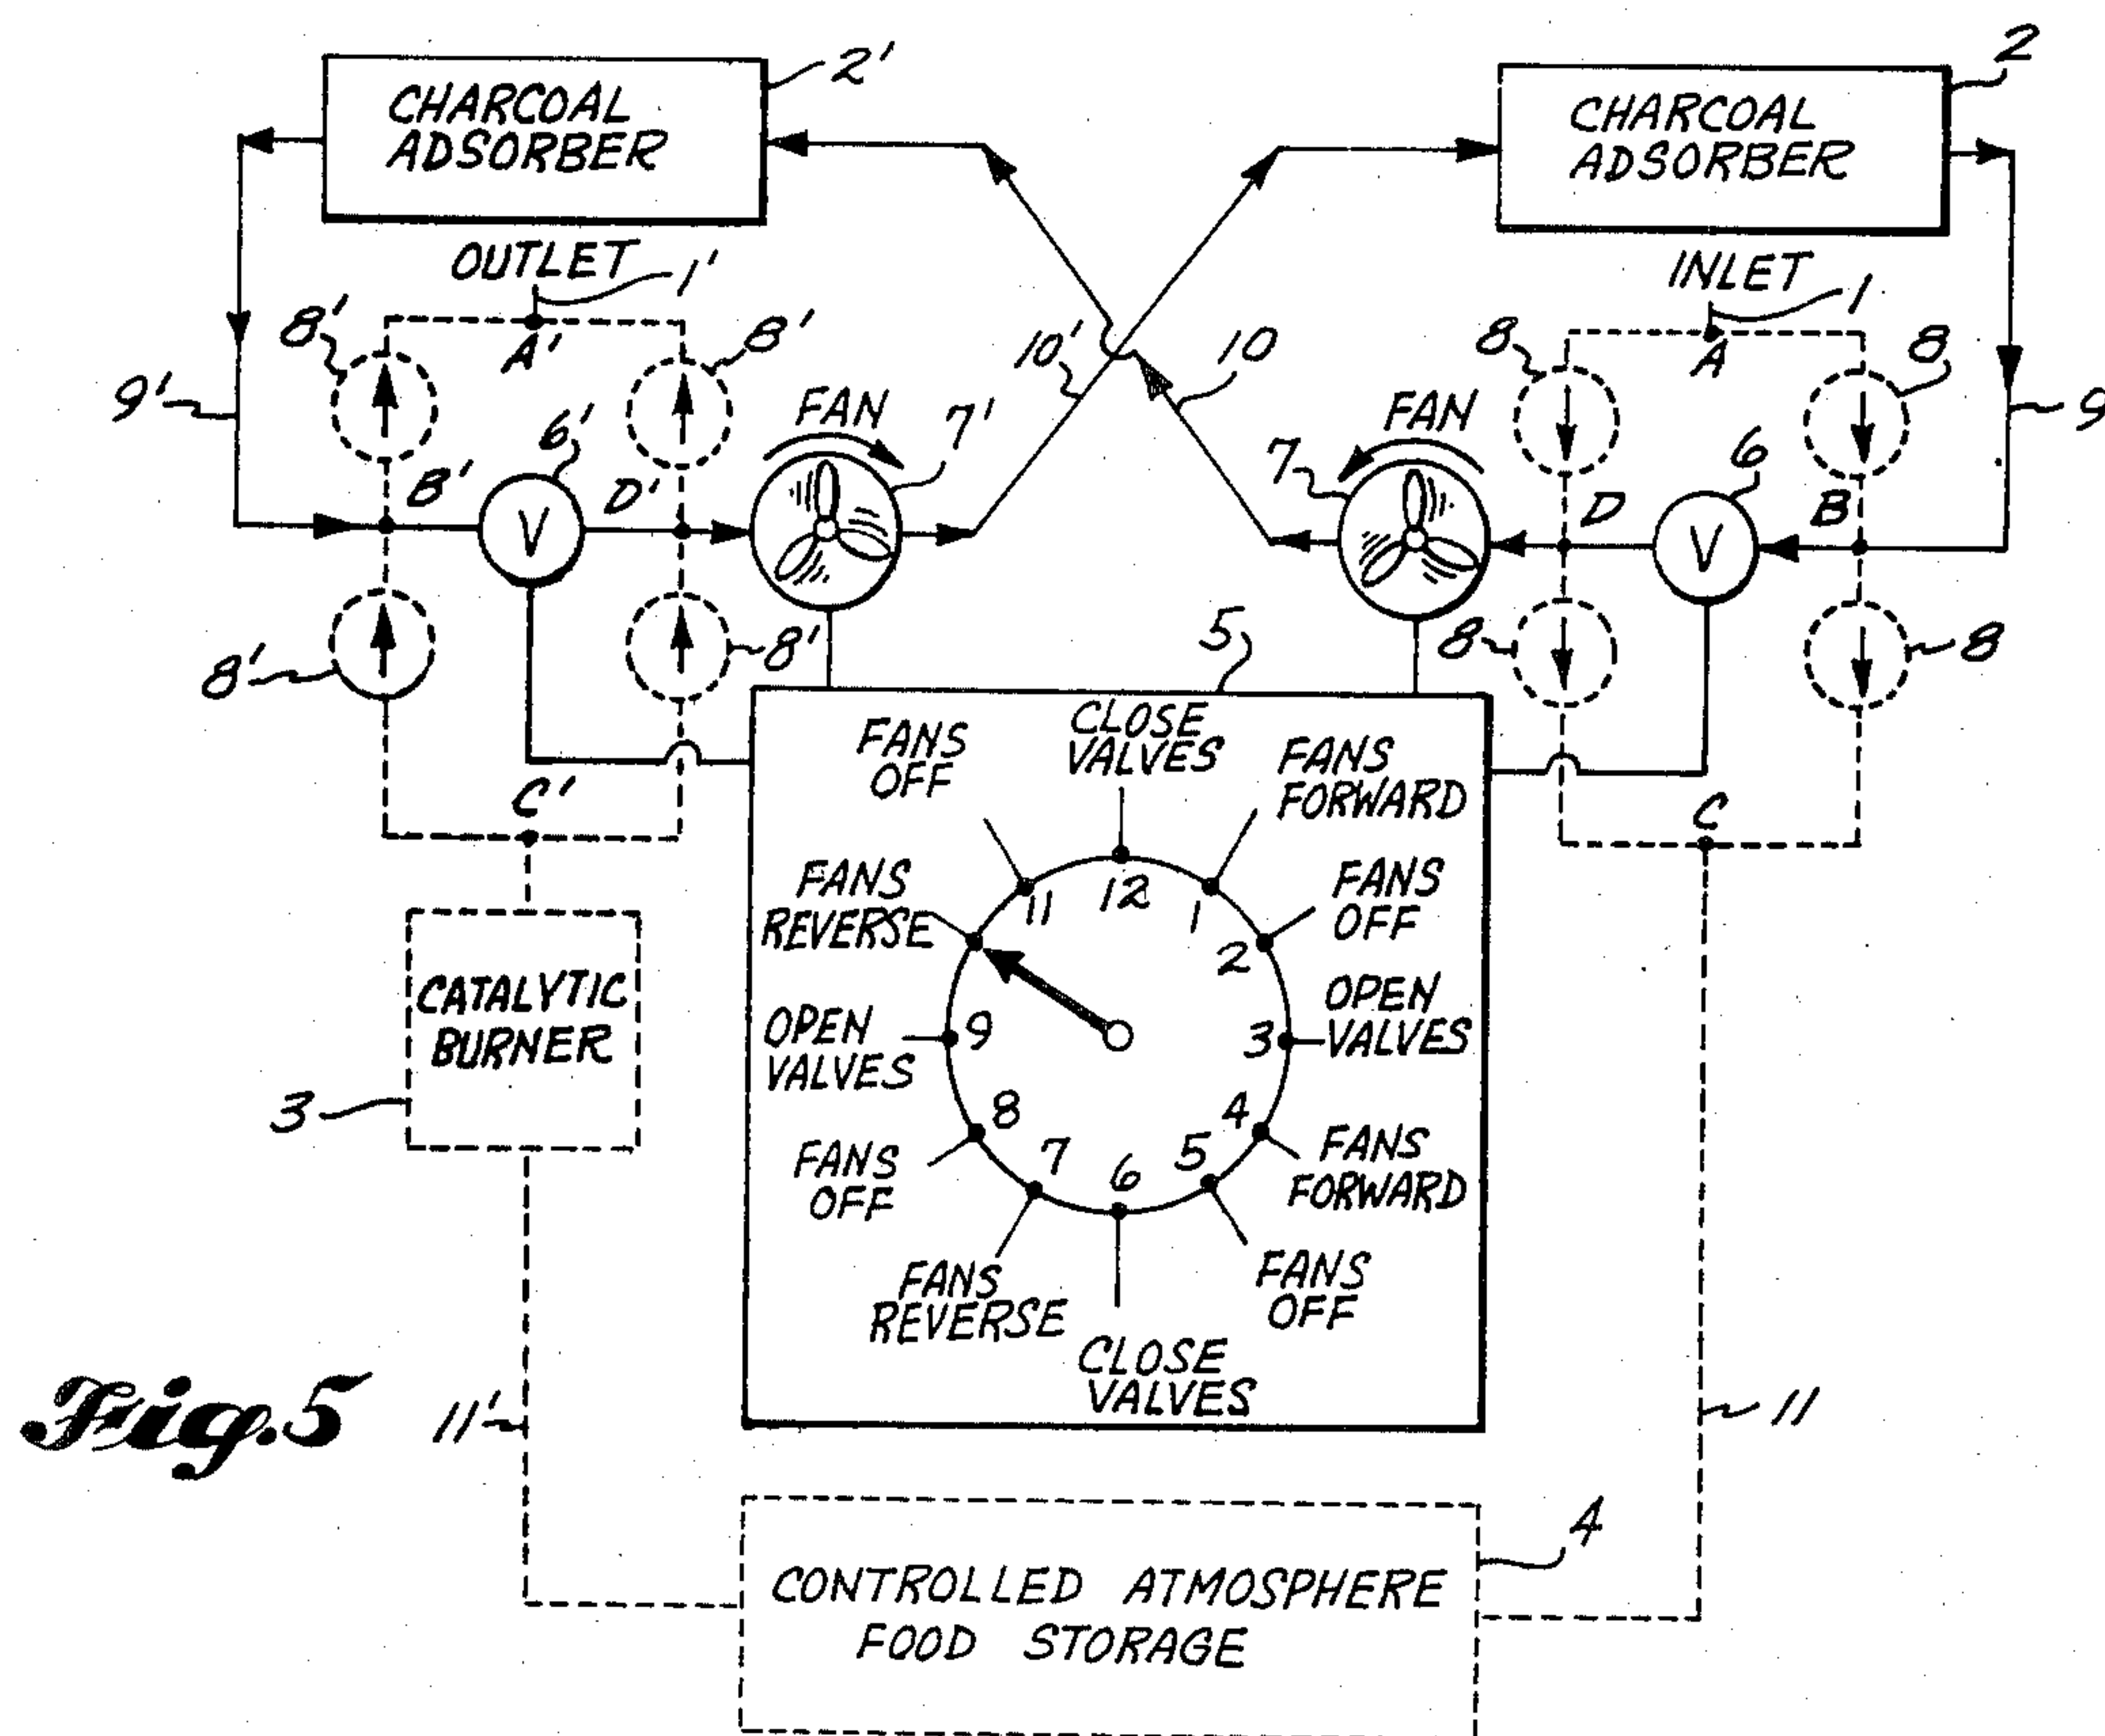 2'
2
CHARCOAL
ADSORBER
CHARCOAL
ADSORBER
OUTLET
1'
INLET
1
8'
A'
8'
10'
10
8
A
8
9'
6'
FAN
7'
FAN
7
6
9
B'
V
D'
D
V
B
8'
8'
5
8
8
C'
C
FANS
OFF
CLOSE
VALVES
FANS
FORWARD
FANS
REVERSE
11
12
1
2
FANS
OFF
CATALYTIC
BURNER
3
OPEN
VALVES
9
3
OPEN
VALVES
8
7
6
5
4
FANS
OFF
FANS
FORWARD
FANS
REVERSE
FANS
OFF
CLOSE
VALVES
Fig. 5
11'
11
4
CONTROLLED ATMOSPHERE
FOOD STORAGE